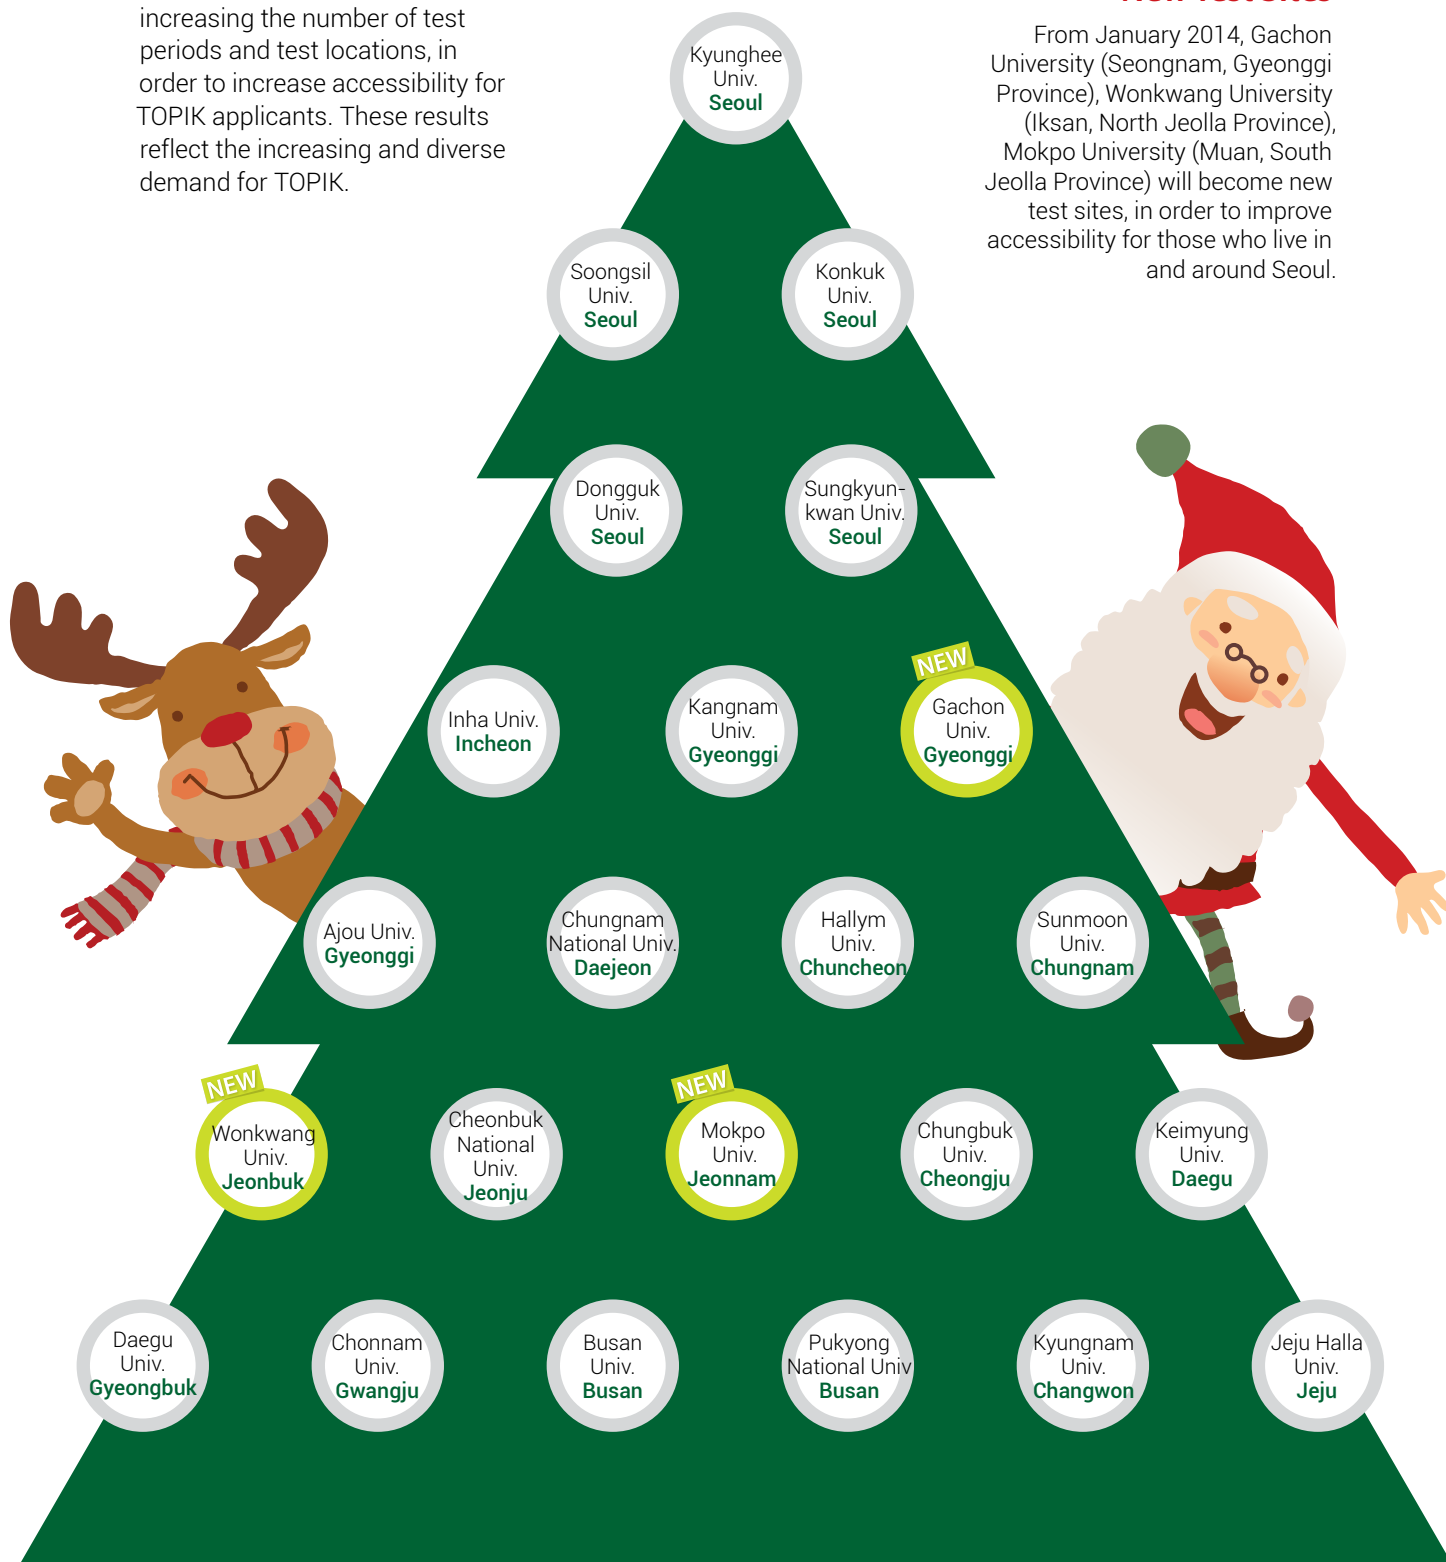 increasing the number of test
periods and test locations, in
order to increase accessibility for
TOPIK applicants. These results
reflect the increasing and diverse
demand for TOPIK.
New Test Sites
From January 2014, Gachon
University (Seongnam, Gyeonggi
Province), Wonkwang University
(Iksan, North Jeolla Province),
Mokpo University (Muan, South
Jeolla Province) will become new
test sites, in order to improve
accessibility for those who live in
and around Seoul.
Kyunghee
Univ.
Seoul
Soongsil
Univ.
Seoul
Konkuk
Univ.
Seoul
Dongguk
Univ.
Seoul
Sungkyun-
kwan Univ.
Seoul
Inha Univ.
Incheon
Kangnam
Univ.
Gyeonggi
NEW
Gachon
Univ.
Gyeonggi
Ajou Univ.
Gyeonggi
Chungnam
National Univ.
Daejeon
Hallym
Univ.
Chuncheon
Sunmoon
Univ.
Chungnam
NEW
Wonkwang
Univ.
Jeonbuk
Cheonbuk
National
Univ.
Jeonju
NEW
Mokpo
Univ.
Jeonnam
Chungbuk
Univ.
Cheongju
Keimyung
Univ.
Daegu
Daegu
Univ.
Gyeongbuk
Chonnam
Univ.
Gwangju
Busan
Univ.
Busan
Pukyong
National Univ
Busan
Kyungnam
Univ.
Changwon
Jeju Halla
Univ.
Jeju